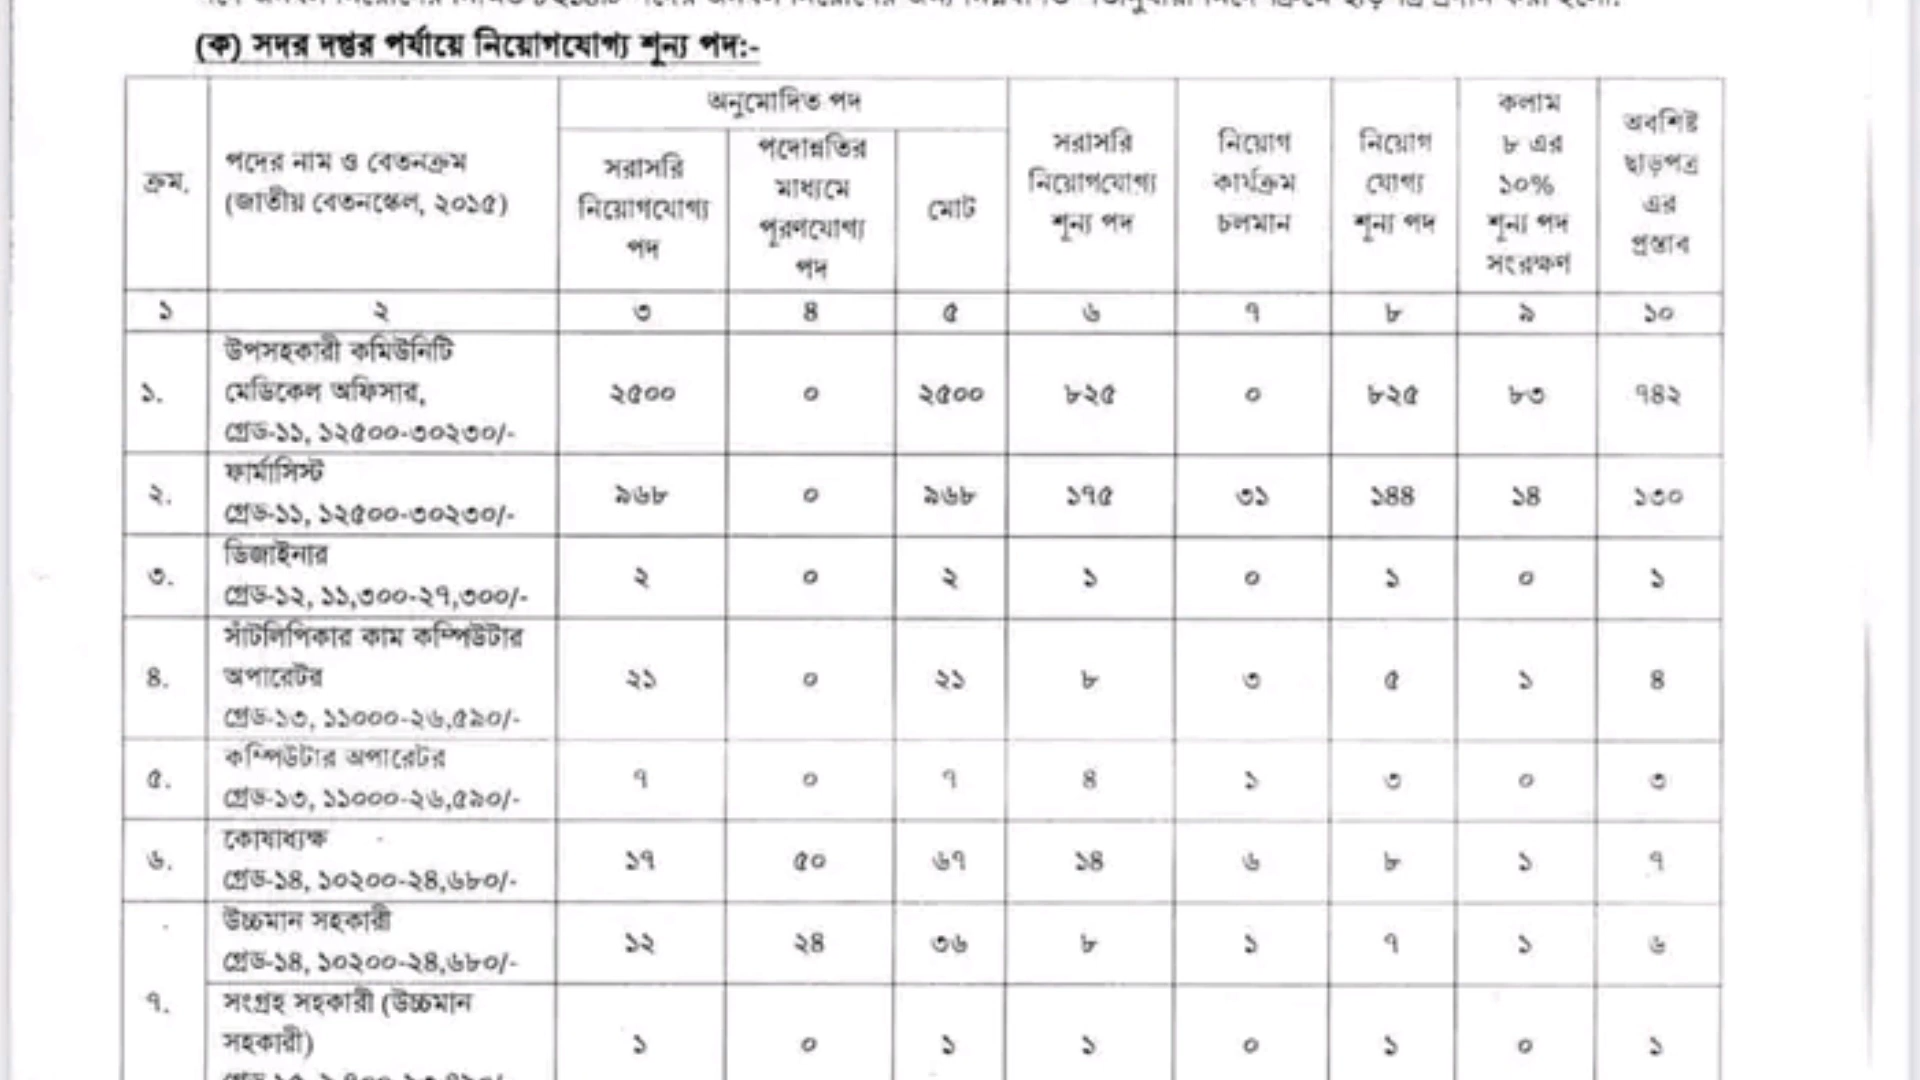 (ক) সদর দপ্তর পর্যায়ে নিয়োগযোগ্য শূন্য পদ:-
ক্রম.
পদের নাম ও বেতনক্রম
(জাতীয় বেতনস্কেল, ২০১৫)
অনুমোদিত পদ
সরাসরি
নিয়োগযোগ্য
পদ
পদোন্নতির
মাধ্যমে
পূরণযোগ্য
পদ
মোট
সরাসরি
নিয়োগযোগ্য
শূন্য পদ
নিয়োগ
কার্যক্রম
চলমান
নিয়োগ
যোগ্য
শূন্য পদ
কলাম
৮ এর
১০%
শূন্য পদ
সংরক্ষণ
অবশিষ্ট
ছাড়পত্র
এর
প্রস্তাব
১ ২ ৩ ৪ ৫ ৬ ৭ ৮ ৯ ১০
উপসহকারী কমিউনিটি
১. মেডিকেল অফিসার, ২৫০০ ০ ২৫০০ ৮২৫ ০ ৮২৫ ৮৩ ৭৪২
গ্রেড-১১, ১২৫০০-৩০২৩০/-
ফার্মাসিস্ট
২. ৯৬৮ ০ ৯৬৮ ১৭৫ ৩১ ১৪৪ ১৪ ১৩০
গ্রেড-১১, ১২৫০০-৩০২৩০/-
ডিজাইনার
৩. ২ ০ ২ ১ ০ ১ ০ ১
গ্রেড-১২, ১১,৩০০-২৭,৩০০/-
সাঁটলিপিকার কাম কম্পিউটার
৪. অপারেটর ২১ ০ ২১ ৮ ৩ ৫ ১ ৪
গ্রেড-১৩, ১১০০০-২৬,৫৯০/-
কম্পিউটার অপারেটর
৫. ৭ ০ ৭ ৪ ১ ৩ ০ ৩
গ্রেড-১৩, ১১০০০-২৬,৫৯০/-
কোষাধ্যক্ষ
৬. ১৭ ৫০ ৬৭ ১৪ ৬ ৮ ১ ৭
গ্রেড-১৪, ১০২০০-২৪,৬৮০/-
উচ্চমান সহকারী
১২ ২৪ ৩৬ ৮ ১ ৭ ১ ৬
গ্রেড-১৪, ১০২০০-২৪,৬৮০/-
৭. সংগ্রহ সহকারী (উচ্চমান
সহকারী) ১ ০ ১ ১ ০ ১ ০ ১